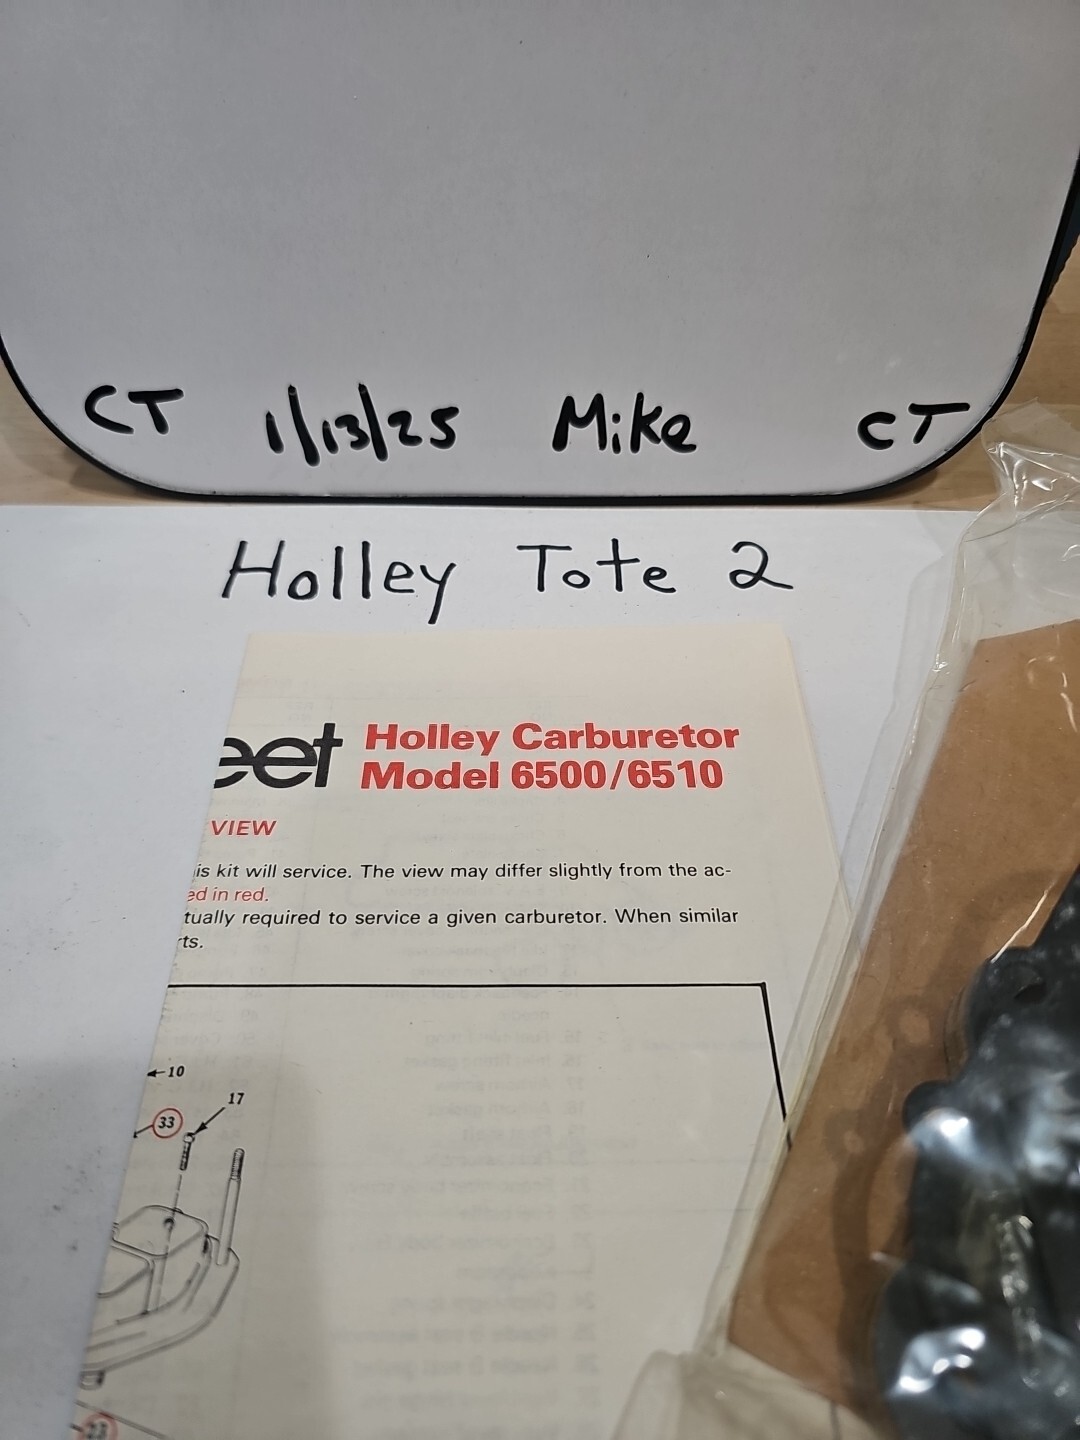 CT 1/13/25 Mike CT
Holley Tote 2
eet Holley Carburetor
Model 6500/6510
VIEW
is kit will service. The view may differ slightly from the ac-
ed in red.
tually required to service a given carburetor. When similar
rts.
10
17
33